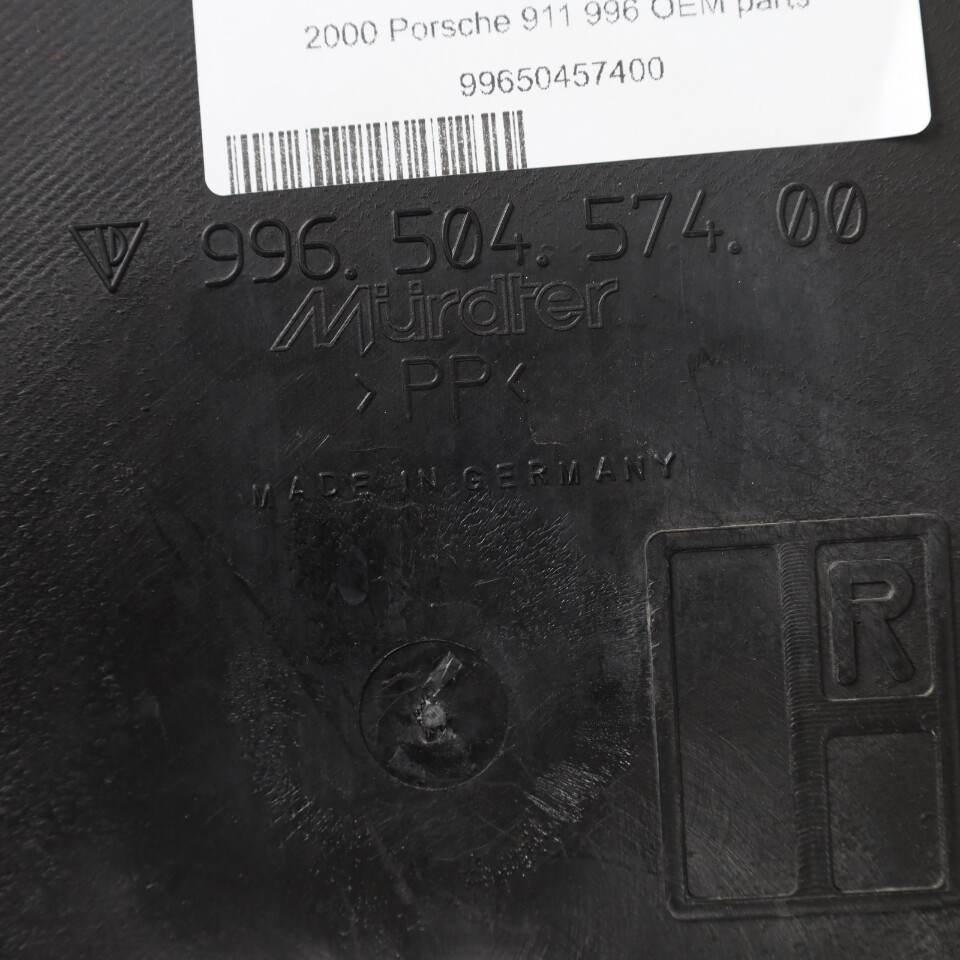 2000 Porsche 911 996 OEM parts
99650457400
996. 504. 574. 00
Mürdter
>PP<
MADE IN GERMANY
R